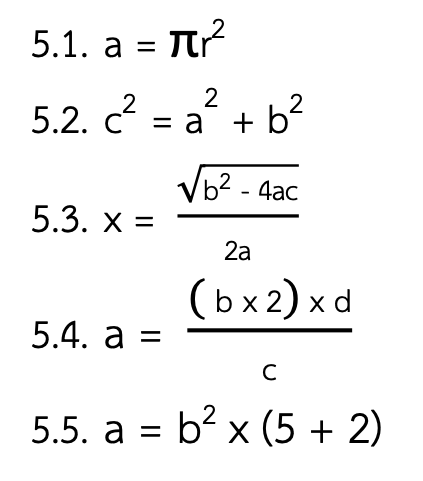 5.1. a = πr²
5.2. c² = a² + b²
5.3. x = √(b² - 4ac) / 2a
5.4. a = ( b x 2) x d / c
5.5. a = b² x (5 + 2)